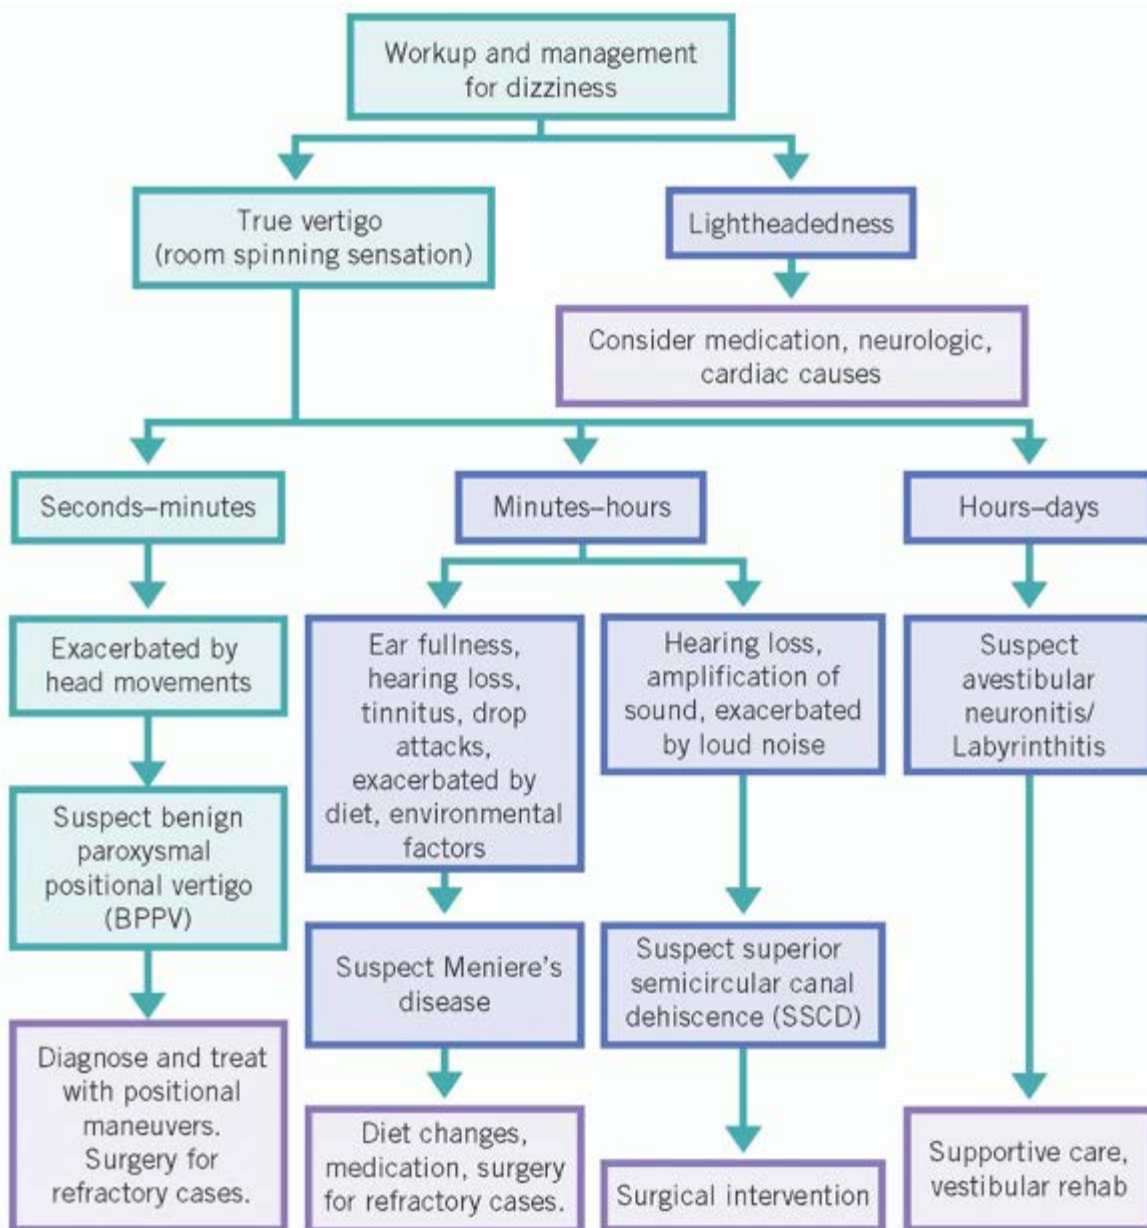 Workup and management
for dizziness
True vertigo
(room spinning sensation)
Lightheadedness
Consider medication, neurologic,
cardiac causes
Seconds–minutes
Minutes–hours
Hours–days
Exacerbated by
head movements
Ear fullness,
hearing loss,
tinnitus, drop
attacks,
exacerbated by
diet, environmental
factors
Hearing loss,
amplification of
sound, exacerbated
by loud noise
Suspect
avestibular
neuronitis/
Labyrinthitis
Suspect benign
paroxysmal
positional vertigo
(BPPV)
Suspect Meniere's
disease
Suspect superior
semicircular canal
dehiscence (SSCD)
Diagnose and treat
with positional
maneuvers.
Surgery for
refractory cases.
Diet changes,
medication, surgery
for refractory cases.
Surgical intervention
Supportive care,
vestibular rehab